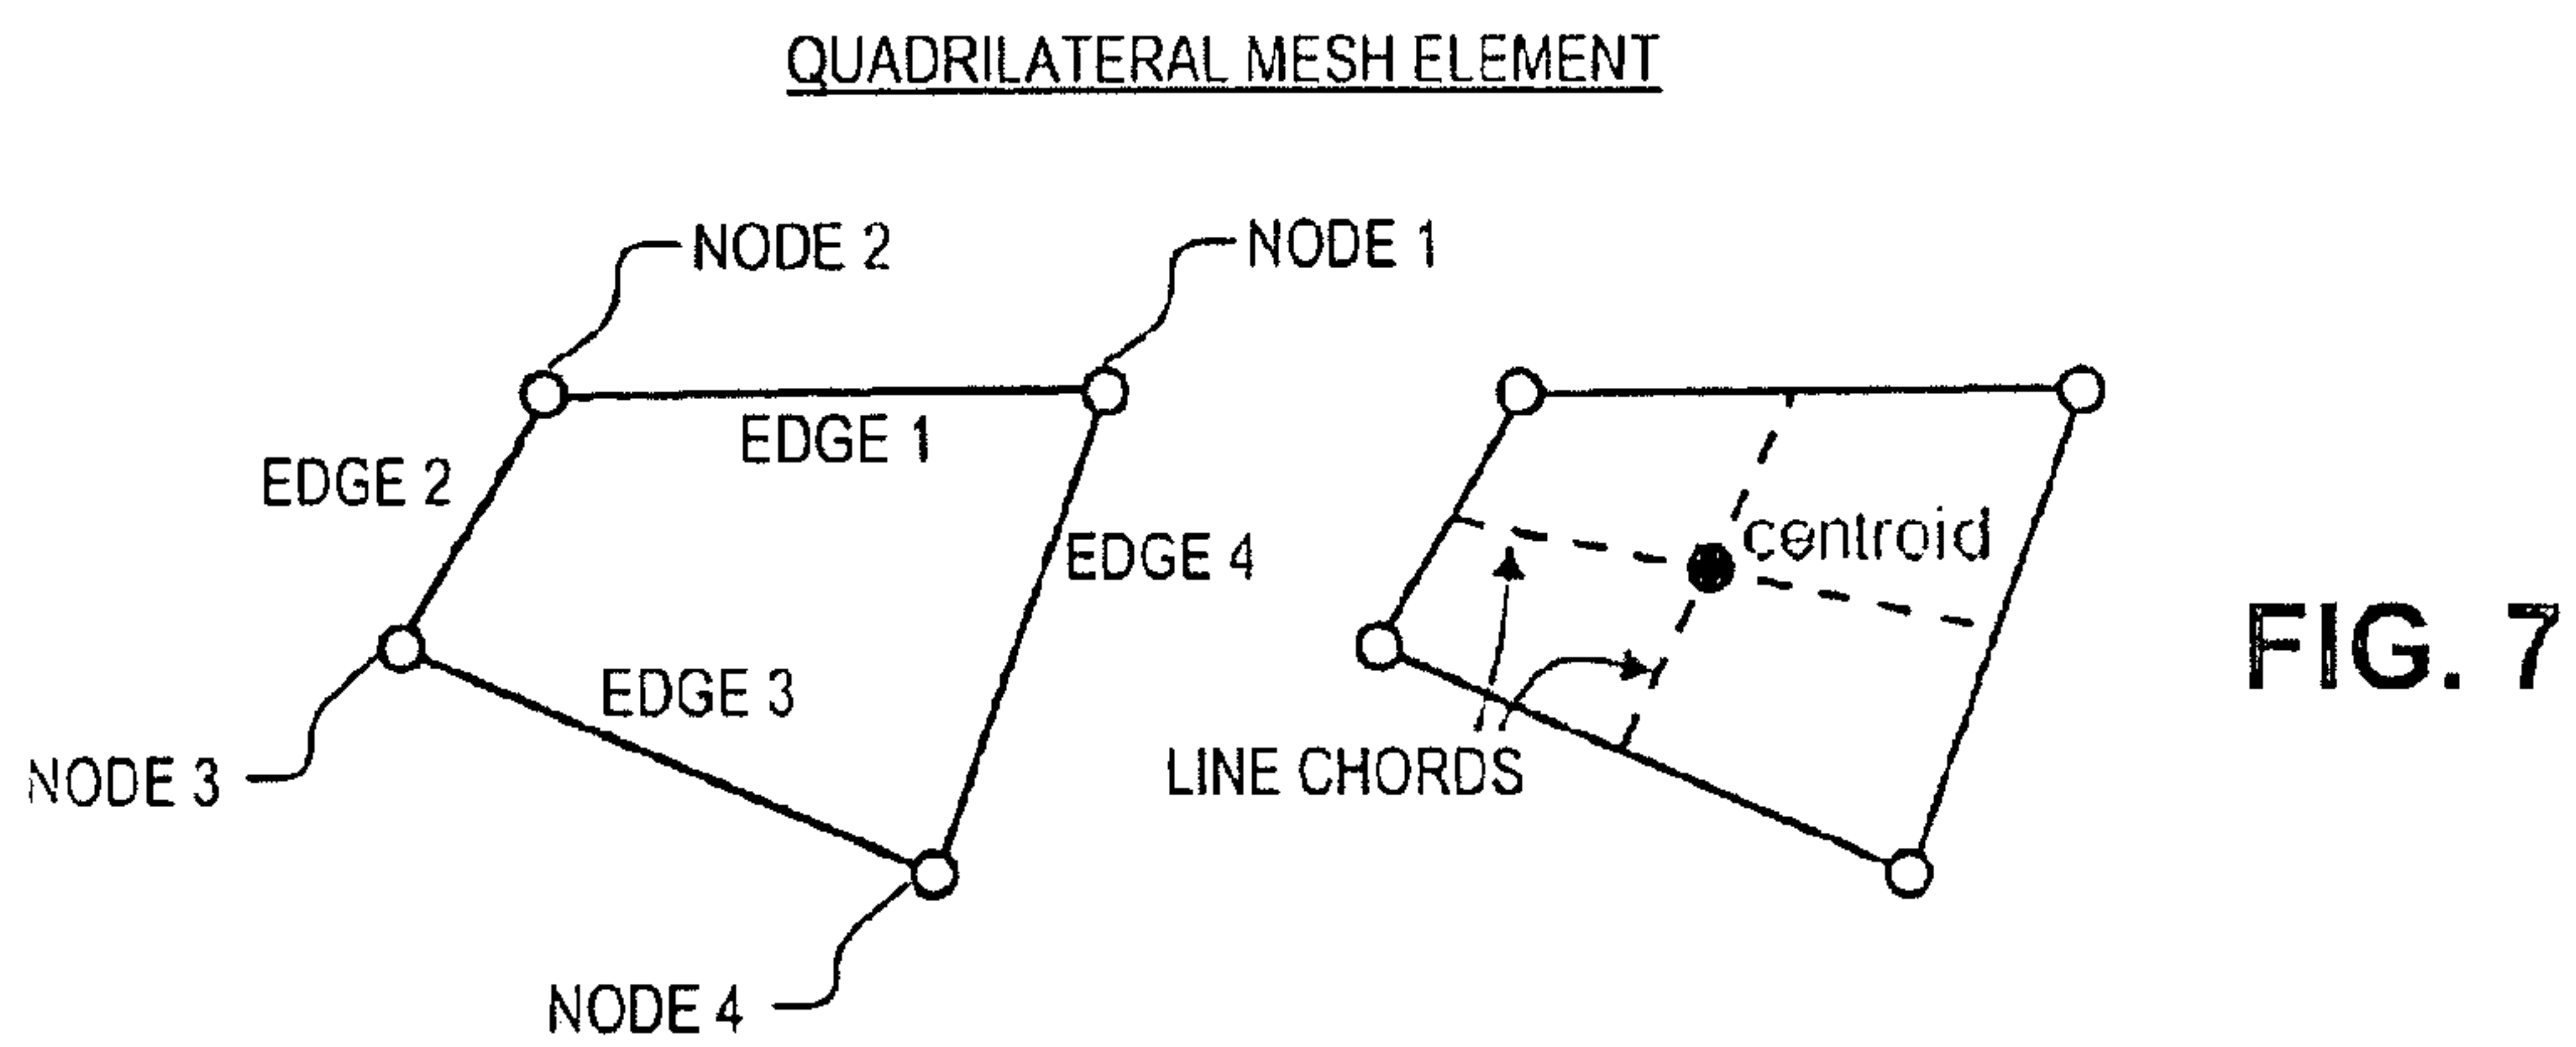 QUADRILATERAL MESH ELEMENT
NODE 2
NODE 1
EDGE 1
EDGE 2
EDGE 4
EDGE 3
NODE 3
NODE 4
centroid
LINE CHORDS
FIG. 7